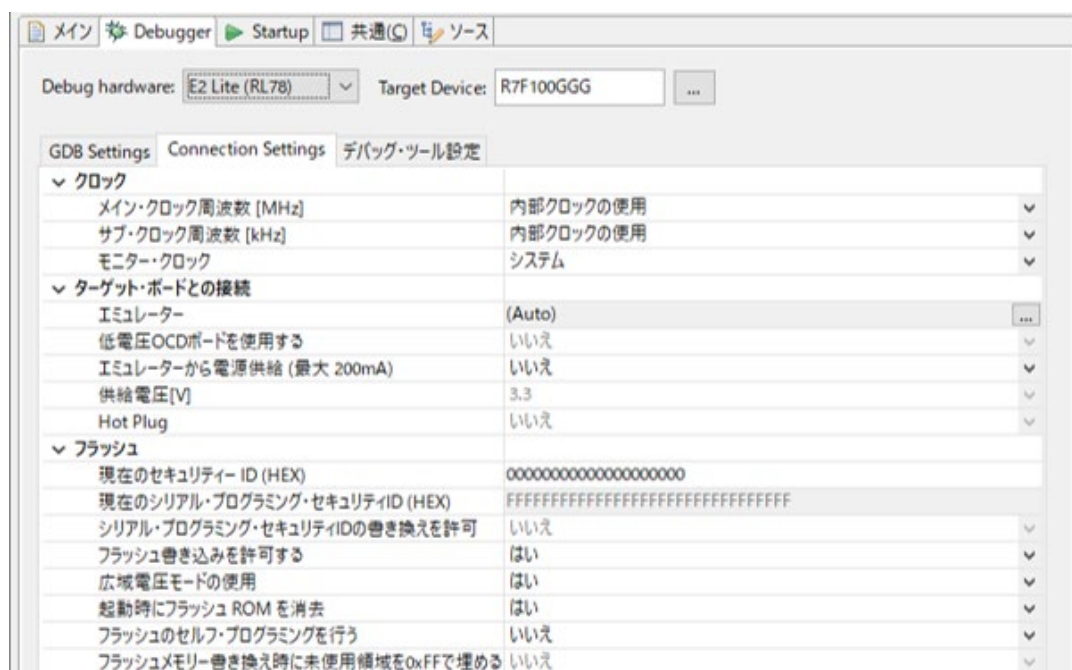 メイン Debugger Startup 共通(C) ソース
Debug hardware: E2 Lite (RL78) Target Device: R7F100GGG ...
GDB Settings Connection Settings デバッグ・ツール設定
クロック
メイン・クロック周波数 [MHz] 内部クロックの使用
サブ・クロック周波数 [kHz] 内部クロックの使用
モニター・クロック システム
ターゲット・ボードとの接続
エミュレーター (Auto) ...
低電圧OCDボードを使用する いいえ
エミュレーターから電源供給 (最大 200mA) いいえ
供給電圧[V] 3.3
Hot Plug いいえ
フラッシュ
現在のセキュリティー ID (HEX) 00000000000000000000
現在のシリアル・プログラミング・セキュリティID (HEX) FFFFFFFFFFFFFFFFFFFFFFFFFFFFFFFF
シリアル・プログラミング・セキュリティIDの書き換えを許可 いいえ
フラッシュ書き込みを許可する はい
広域電圧モードの使用 はい
起動時にフラッシュ ROM を消去 はい
フラッシュのセルフ・プログラミングを行う いいえ
フラッシュメモリー書き換え時に未使用領域を0xFFで埋める いいえ